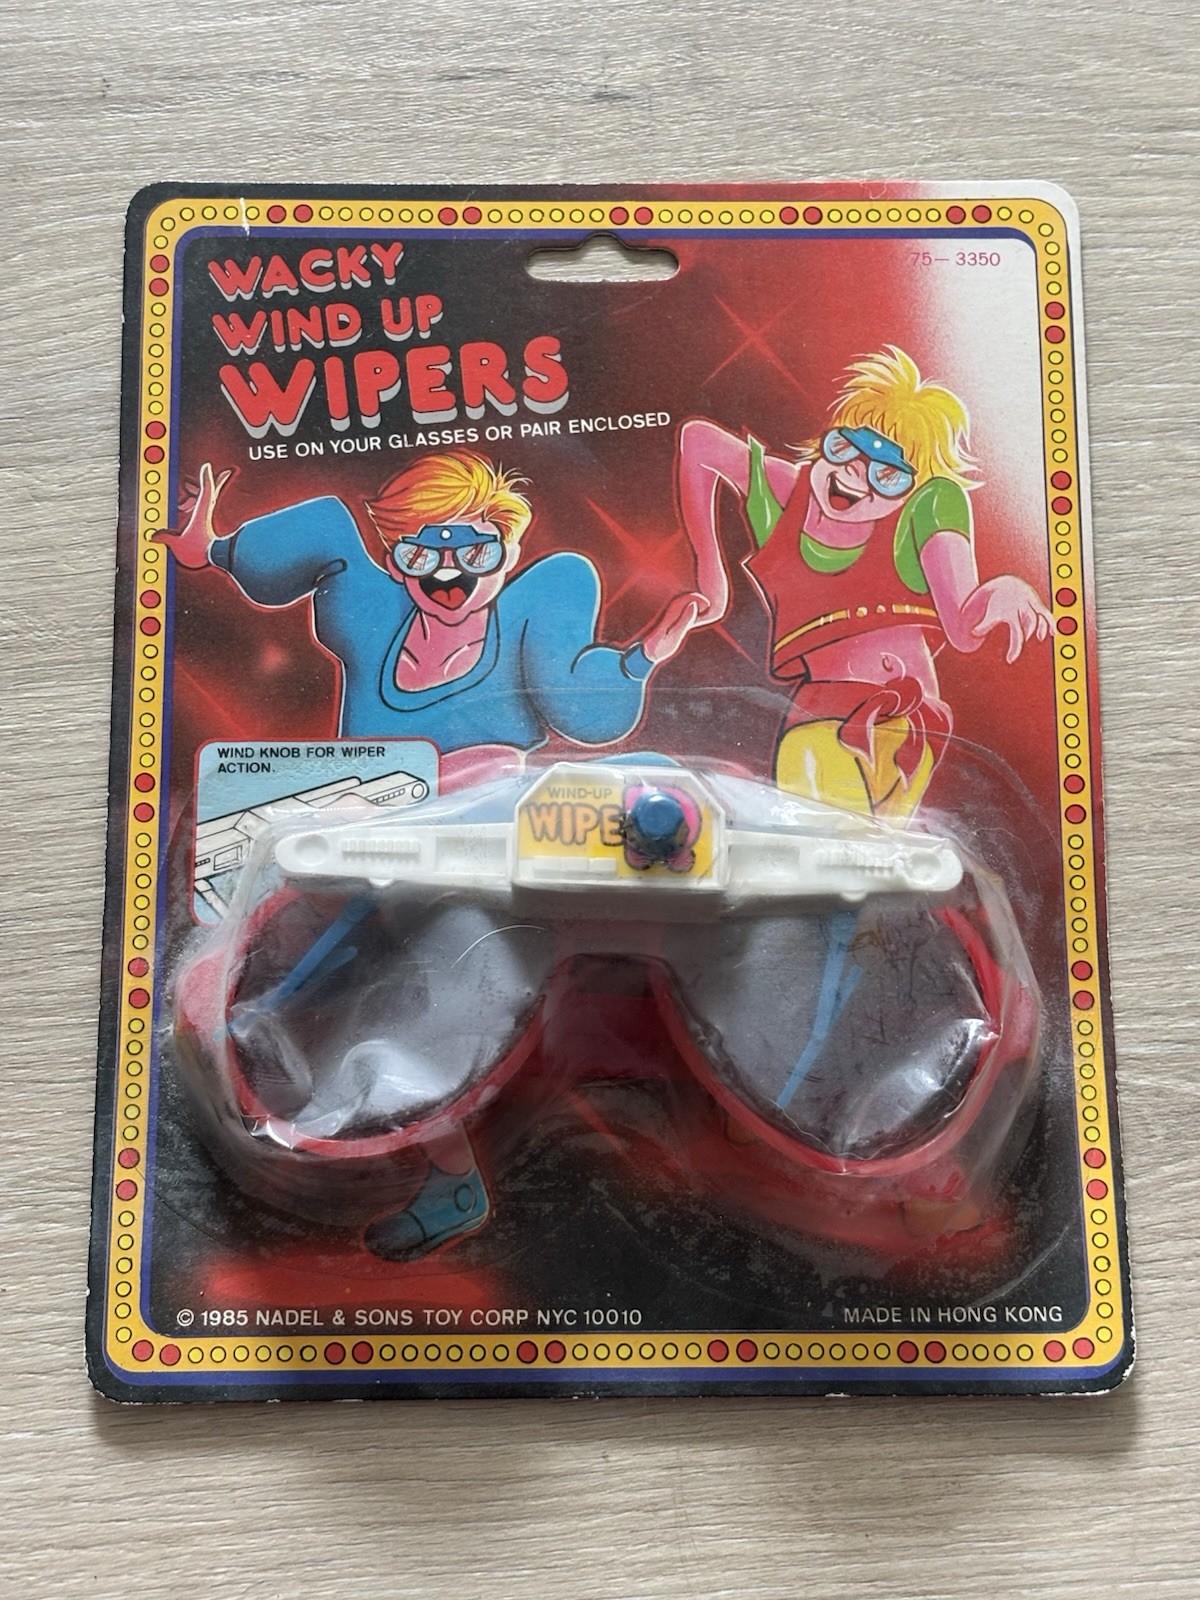 WACKY
WIND UP
WIPERS
USE ON YOUR GLASSES OR PAIR ENCLOSED
75— 3350
WIND KNOB FOR WIPER
ACTION.
WIND-UP
WIPE
© 1985 NADEL & SONS TOY CORP NYC 10010
MADE IN HONG KONG